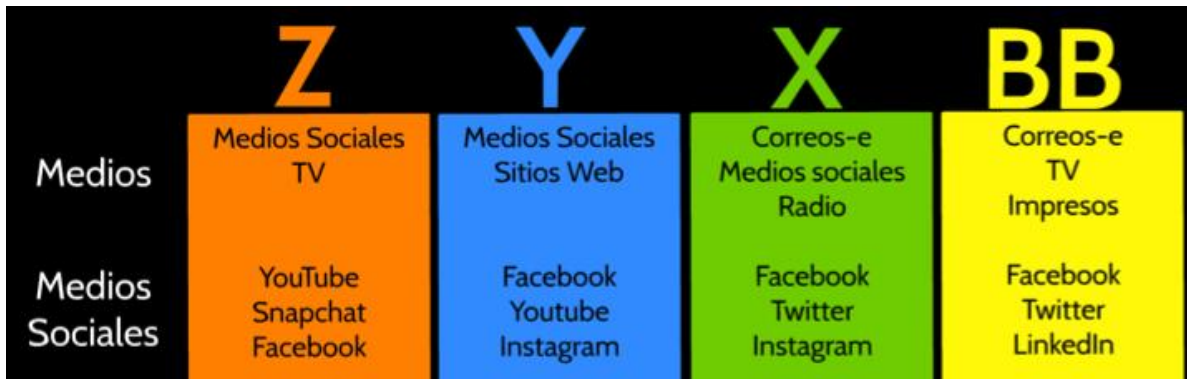 Z Y X BB
Medios
Medios Sociales
TV
Medios Sociales
Sitios Web
Correos-e
Medios sociales
Radio
Correos-e
TV
Impresos
Medios
Sociales
YouTube
Snapchat
Facebook
Facebook
Youtube
Instagram
Facebook
Twitter
Instagram
Facebook
Twitter
LinkedIn